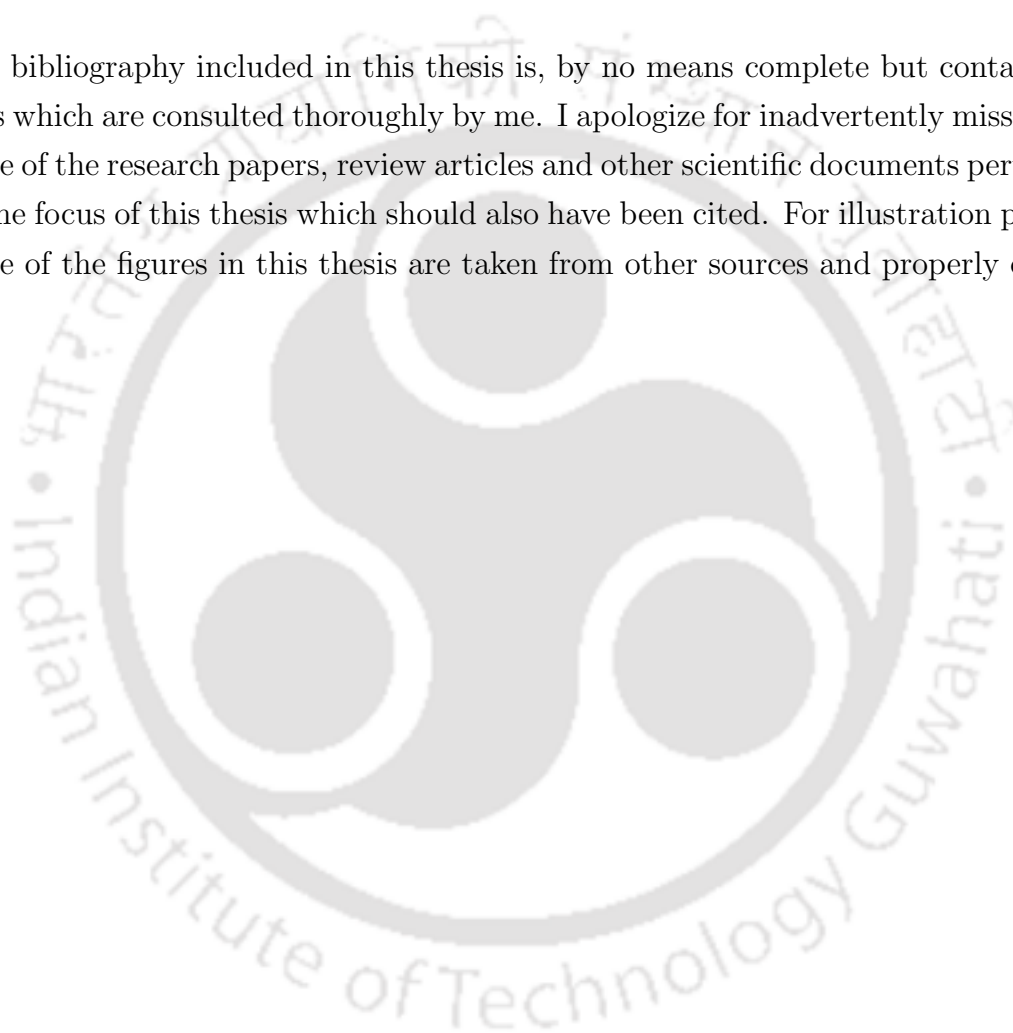 bibliography included in this thesis is, by no means complete but conta
s which are consulted thoroughly by me. I apologize for inadvertently miss
e of the research papers, review articles and other scientific documents per
he focus of this thesis which should also have been cited. For illustration p
e of the figures in this thesis are taken from other sources and properly
Indian Institute of Technology Guwahati